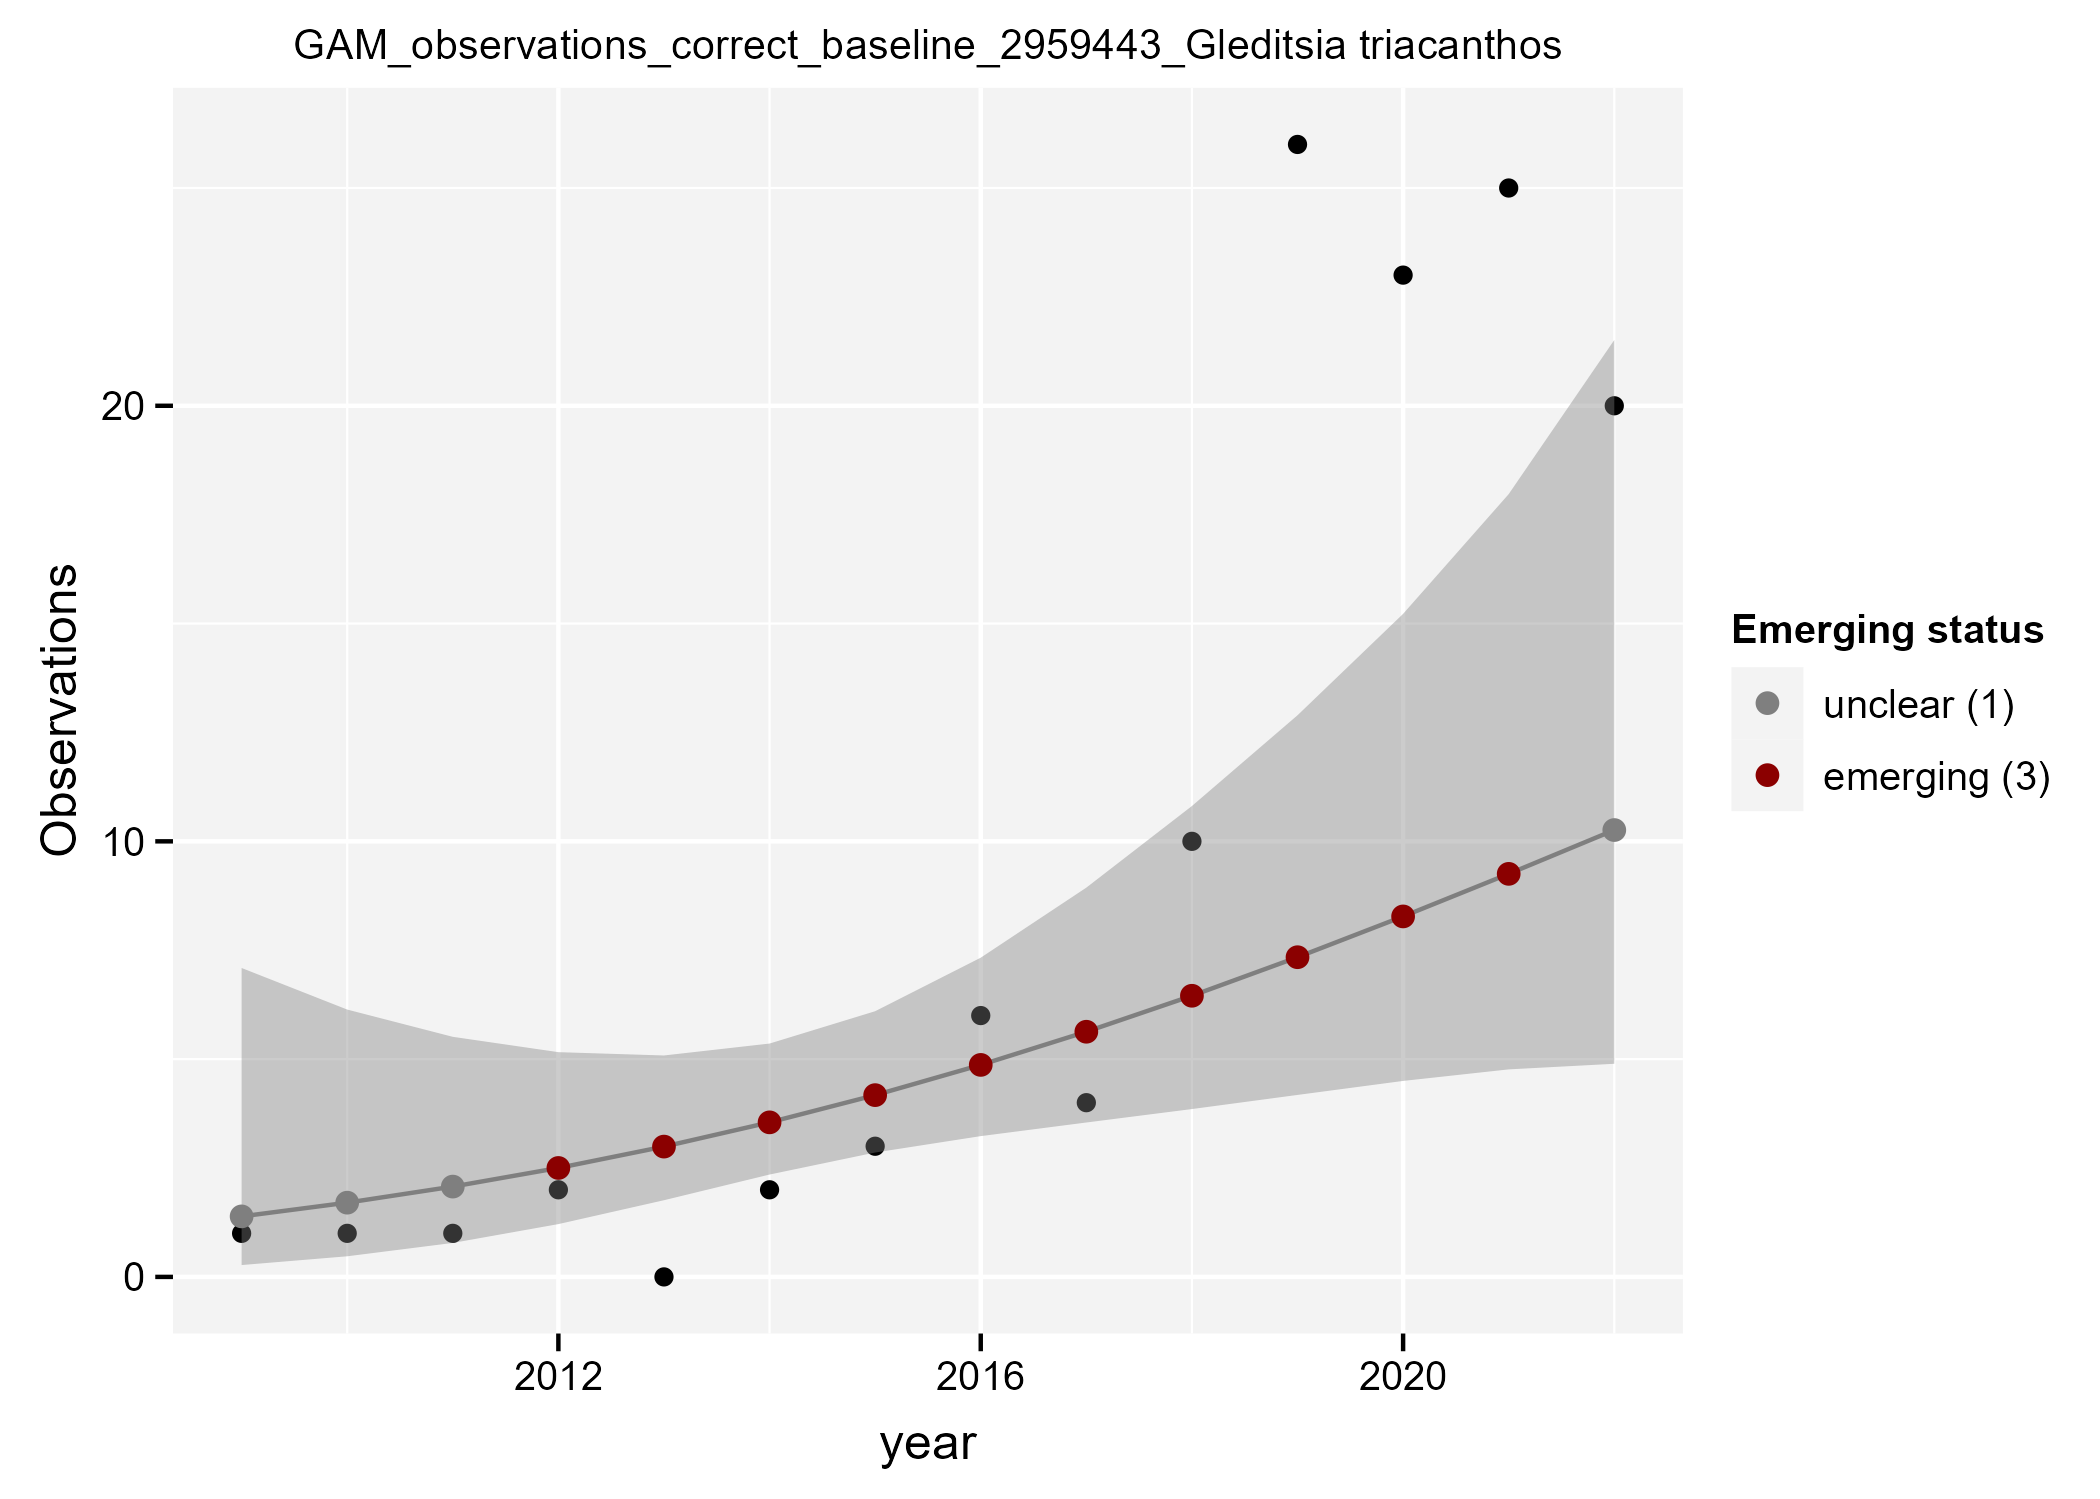 GAM_observations_correct_baseline_2959443_Gleditsia triacanthos
Observations
20
10
0
2012
2016
2020
year
Emerging status
unclear (1)
emerging (3)